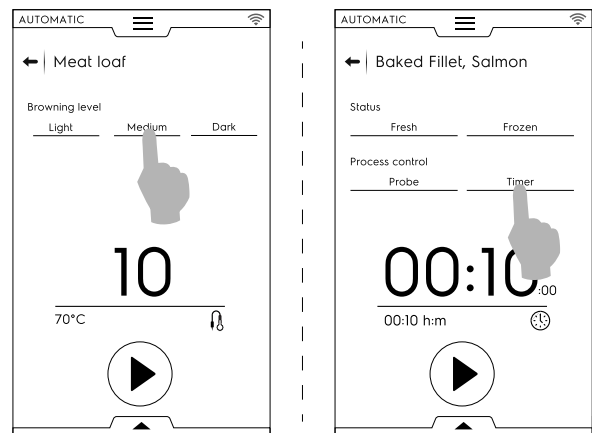 AUTOMATIC
Meat loaf
Browning level
Light Medium Dark
10
70°C
AUTOMATIC
Baked Fillet, Salmon
Status
Fresh Frozen
Process control
Probe Timer
00:10:00
00:10 h:m